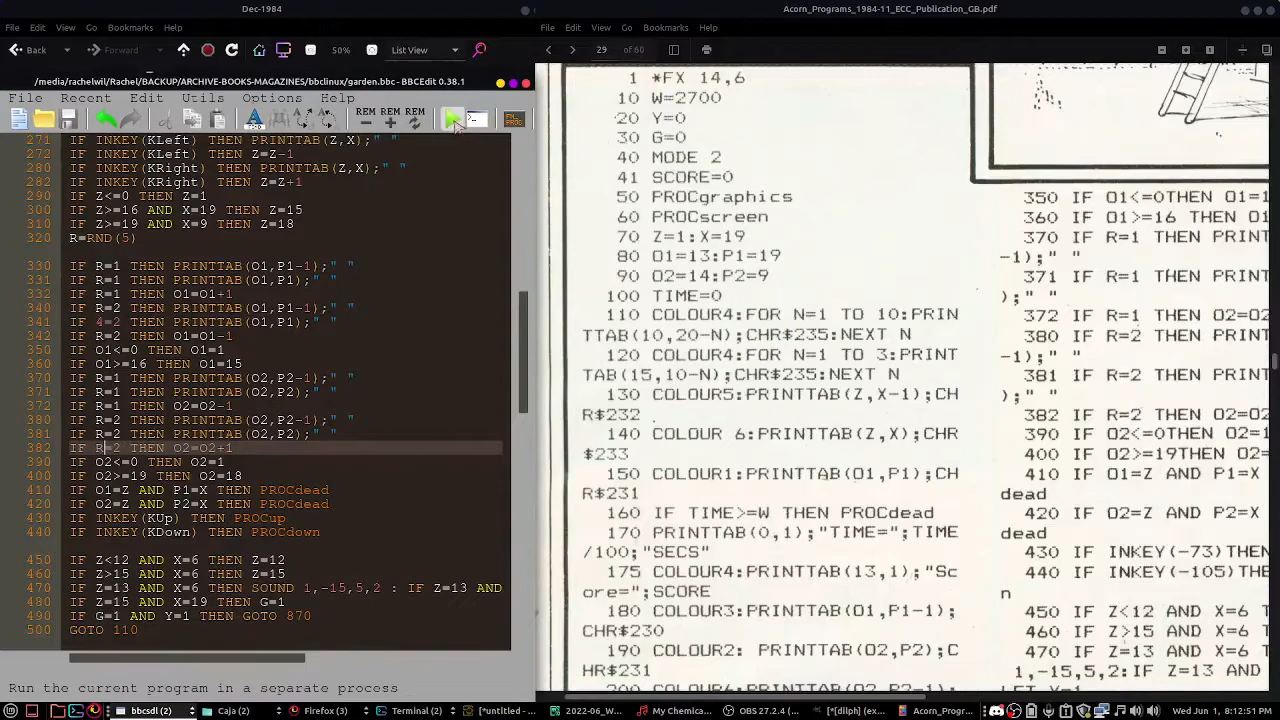 Dec-1984
Acorn_Programs_1984-11_ECC_Publication_GB.pdf
File Edit View Go Bookmarks Help
File Edit View Go Bookmarks Help
Back Forward 50% List View
29 of 60
/media/rachelwil/Rachel/BACKUP/ARCHIVE-BOOKS-MAGAZINES/bbclinux/garden.bbc - BBCEdit 0.38.1
File Recent Edit Utils Options Help
REM REM REM
271 IF INKEY(KLeft) THEN PRINTTAB(Z,X);" "
272 IF INKEY(KLeft) THEN Z=Z-1
280 IF INKEY(KRight) THEN PRINTTAB(Z,X);" "
282 IF INKEY(KRight) THEN Z=Z+1
290 IF Z<=0 THEN Z=1
300 IF Z>=16 AND X=19 THEN Z=15
310 IF Z>=19 AND X=9 THEN Z=18
320 R=RND(5)
330 IF R=1 THEN PRINTTAB(O1,P1-1);" "
331 IF R=1 THEN PRINTTAB(O1,P1);" "
332 IF R=1 THEN O1=O1+1
340 IF R=2 THEN PRINTTAB(O1,P1-1);" "
341 IF 4=2 THEN PRINTTAB(O1,P1);" "
342 IF R=2 THEN O1=O1-1
350 IF O1<=0 THEN O1=1
360 IF O1>=16 THEN O1=15
370 IF R=1 THEN PRINTTAB(O2,P2-1);" "
371 IF R=1 THEN PRINTTAB(O2,P2);" "
372 IF R=1 THEN O2=O2-1
380 IF R=2 THEN PRINTTAB(O2,P2-1);" "
381 IF R=2 THEN PRINTTAB(O2,P2);" "
382 IF R=2 THEN O2=O2+1
390 IF O2<=0 THEN O2=1
400 IF O2>=19 THEN O2=18
410 IF O1=Z AND P1=X THEN PROCdead
420 IF O2=Z AND P2=X THEN PROCdead
430 IF INKEY(KUp) THEN PROCup
440 IF INKEY(KDown) THEN PROCdown
450 IF Z<12 AND X=6 THEN Z=12
460 IF Z>15 AND X=6 THEN Z=15
470 IF Z=13 AND X=6 THEN SOUND 1,-15,5,2 : IF Z=13 AND
480 IF Z=15 AND X=19 THEN G=1
490 IF G=1 AND Y=1 THEN GOTO 870
500 GOTO 110
Run the current program in a separate process
1 *FX 14,6
10 W=2700
20 Y=0
30 G=0
40 MODE 2
41 SCORE=0
50 PROCgraphics
60 PROCscreen
70 Z=1:X=19
80 O1=13:P1=19
90 O2=14:P2=9
100 TIME=0
110 COLOUR4:FOR N=1 TO 10:PRIN
TTAB(10,20-N);CHR$235:NEXT N
120 COLOUR4:FOR N=1 TO 3:PRINT
TAB(15,10-N);CHR$235:NEXT N
130 COLOUR5:PRINTTAB(Z,X-1);CH
R$232
140 COLOUR 6:PRINTTAB(Z,X);CHR
$233
150 COLOUR1:PRINTTAB(O1,P1);CH
R$231
160 IF TIME>=W THEN PROCdead
170 PRINTTAB(0,1);"TIME=";TIME
/100;"SECS"
175 COLOUR4:PRINTTAB(13,1);"Sc
ore=";SCORE
180 COLOUR3:PRINTTAB(O1,P1-1);
CHR$230
190 COLOUR2: PRINTTAB(O2,P2);C
HR$231
350 IF O1<=0THEN O1=1
360 IF O1>=16 THEN O1
370 IF R=1 THEN PRINT
-1);" "
371 IF R=1 THEN PRINT
);" "
372 IF R=1 THEN O2=O2
380 IF R=2 THEN PRINT
-1);" "
381 IF R=2 THEN PRINT
);" "
382 IF R=2 THEN O2=O2
390 IF O2<=0THEN O2=1
400 IF O2>=19THEN O2=
410 IF O1=Z AND P1=X
dead
420 IF O2=Z AND P2=X
dead
430 IF INKEY(-73)THEN
440 IF INKEY(-105)THE
n
450 IF Z<12 AND X=6 T
460 IF Z>15 AND X=6 T
470 IF Z=13 AND X=6 T
1,-15,5,2:IF Z=13 AND
bbcsdl (2) Caja (2) Firefox (3) Terminal (2) [*untitled - ... 2022-06_W... My Chemica... OBS 27.2.4 (... [*dilph] (ex... Acorn_Progr... Wed Jun 1, 8:12:51 PM